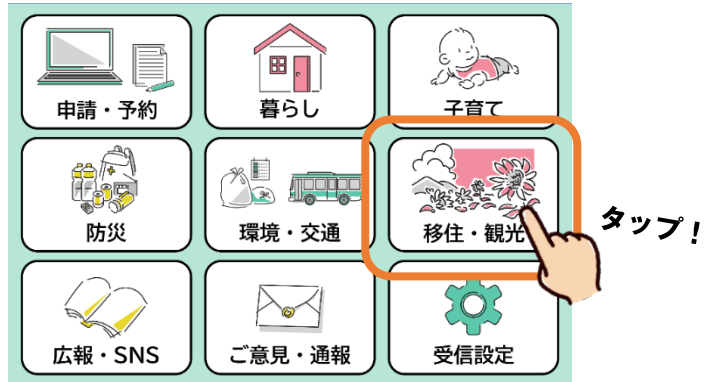 申請・予約
暮らし
子育て
防災
環境・交通
移住・観光
タップ！
広報・SNS
ご意見・通報
受信設定